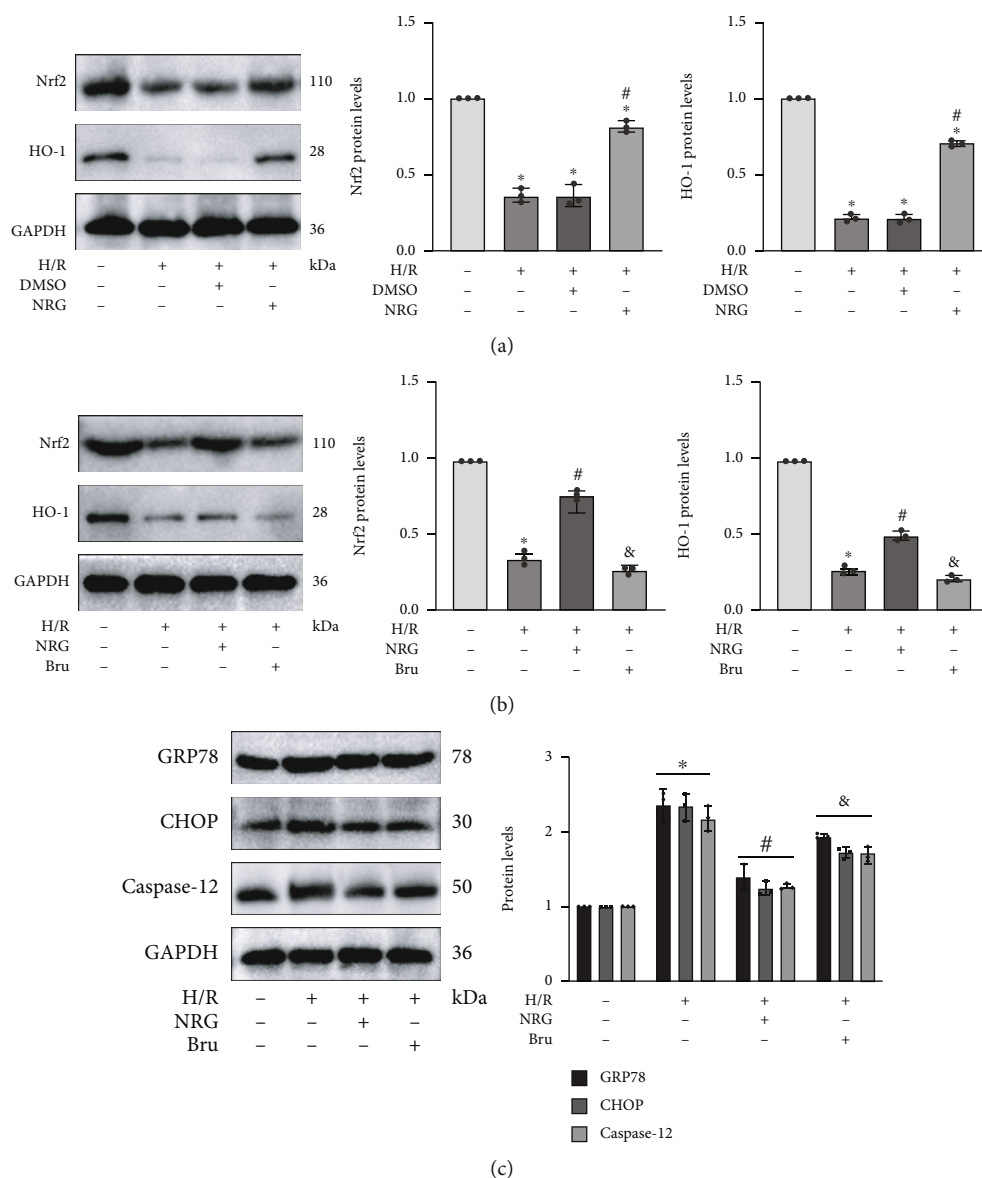 Nrf2 110
HO-1 28
GAPDH 36
H/R – + + + kDa
DMSO – – + –
NRG – – – +
1.5
1.0
0.5
0.0
Nrf2 protein levels
* * # *
H/R – + + +
DMSO – – + –
NRG – – – +
1.5
1.0
0.5
0.0
HO-1 protein levels
* * # *
H/R – + + +
DMSO – – + –
NRG – – – +
(a)
Nrf2 110
HO-1 28
GAPDH 36
H/R – + + + kDa
NRG – – + –
Bru – – – +
1.5
1.0
0.5
0.0
Nrf2 protein levels
* # &
H/R – + + +
NRG – – + –
Bru – – – +
1.5
1.0
0.5
0.0
HO-1 protein levels
* # &
H/R – + + +
NRG – – + –
Bru – – – +
(b)
GRP78 78
CHOP 30
Caspase-12 50
GAPDH 36
H/R – + + + kDa
NRG – – + –
Bru – – – +
3
2
1
0
Protein levels
* # &
H/R – + + +
NRG – – + –
Bru – – – +
GRP78
CHOP
Caspase-12
(c)